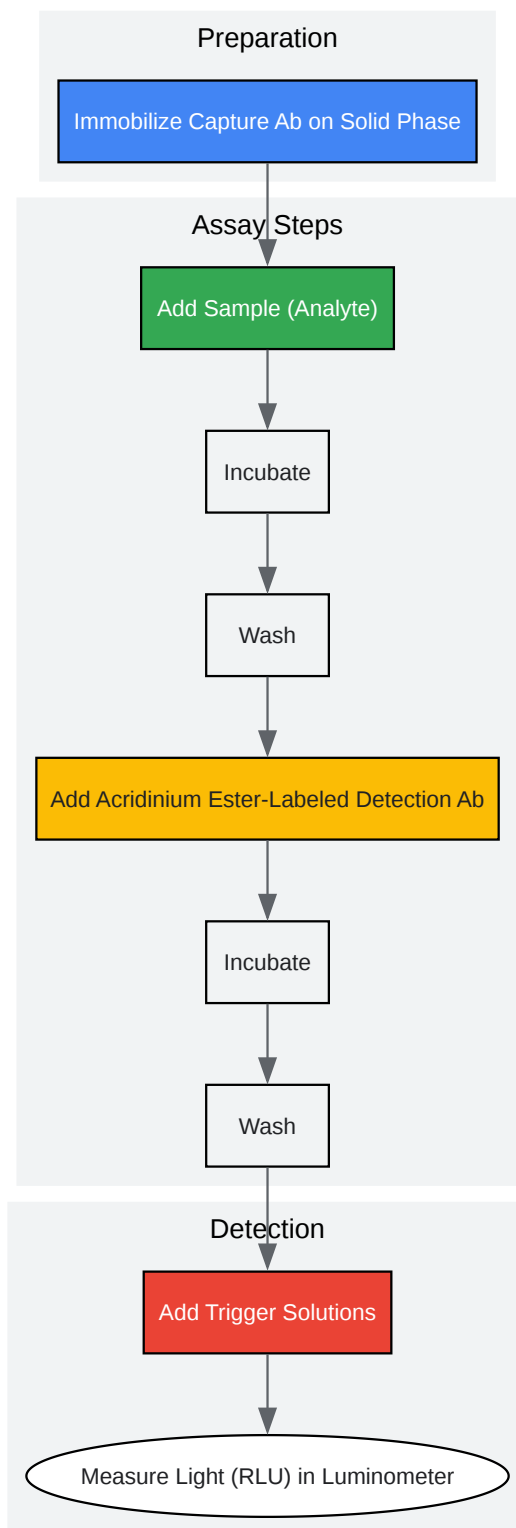 Preparation
Immobilize Capture Ab on Solid Phase
Assay Steps
Add Sample (Analyte)
Incubate
Wash
Add Acridinium Ester-Labeled Detection Ab
Incubate
Wash
Detection
Add Trigger Solutions
Measure Light (RLU) in Luminometer